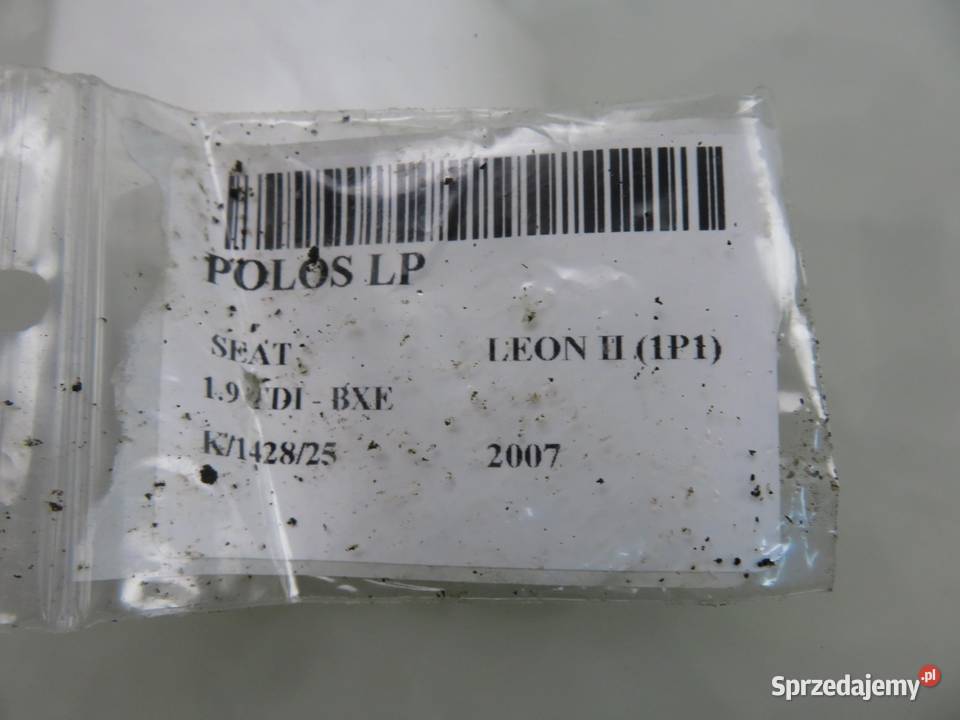 POLOS LP
SEAT LEON II (1P1)
1.9 TDI - BXE
K/1428/25 2007
Sprzedajemy.pl